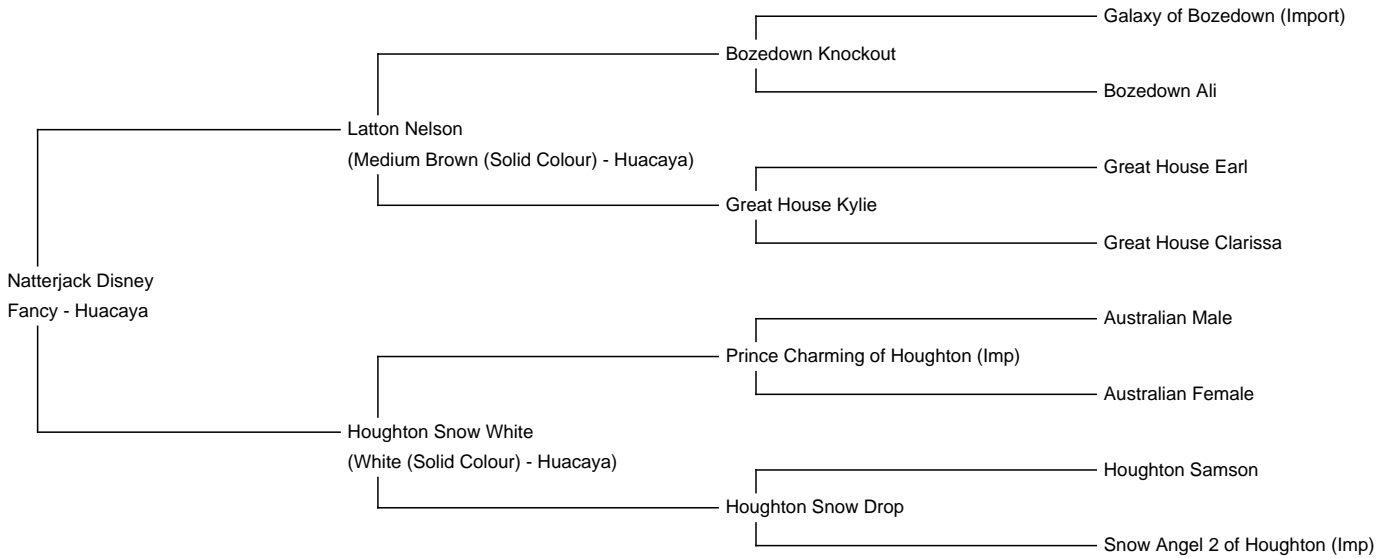 Galaxy of Bozedown (Import)
Bozedown Knockout
Bozedown Ali
Latton Nelson
(Medium Brown (Solid Colour) - Huacaya)
Great House Earl
Great House Kylie
Great House Clarissa
Natterjack Disney
Fancy - Huacaya
Australian Male
Prince Charming of Houghton (Imp)
Australian Female
Houghton Snow White
(White (Solid Colour) - Huacaya)
Houghton Samson
Houghton Snow Drop
Snow Angel 2 of Houghton (Imp)